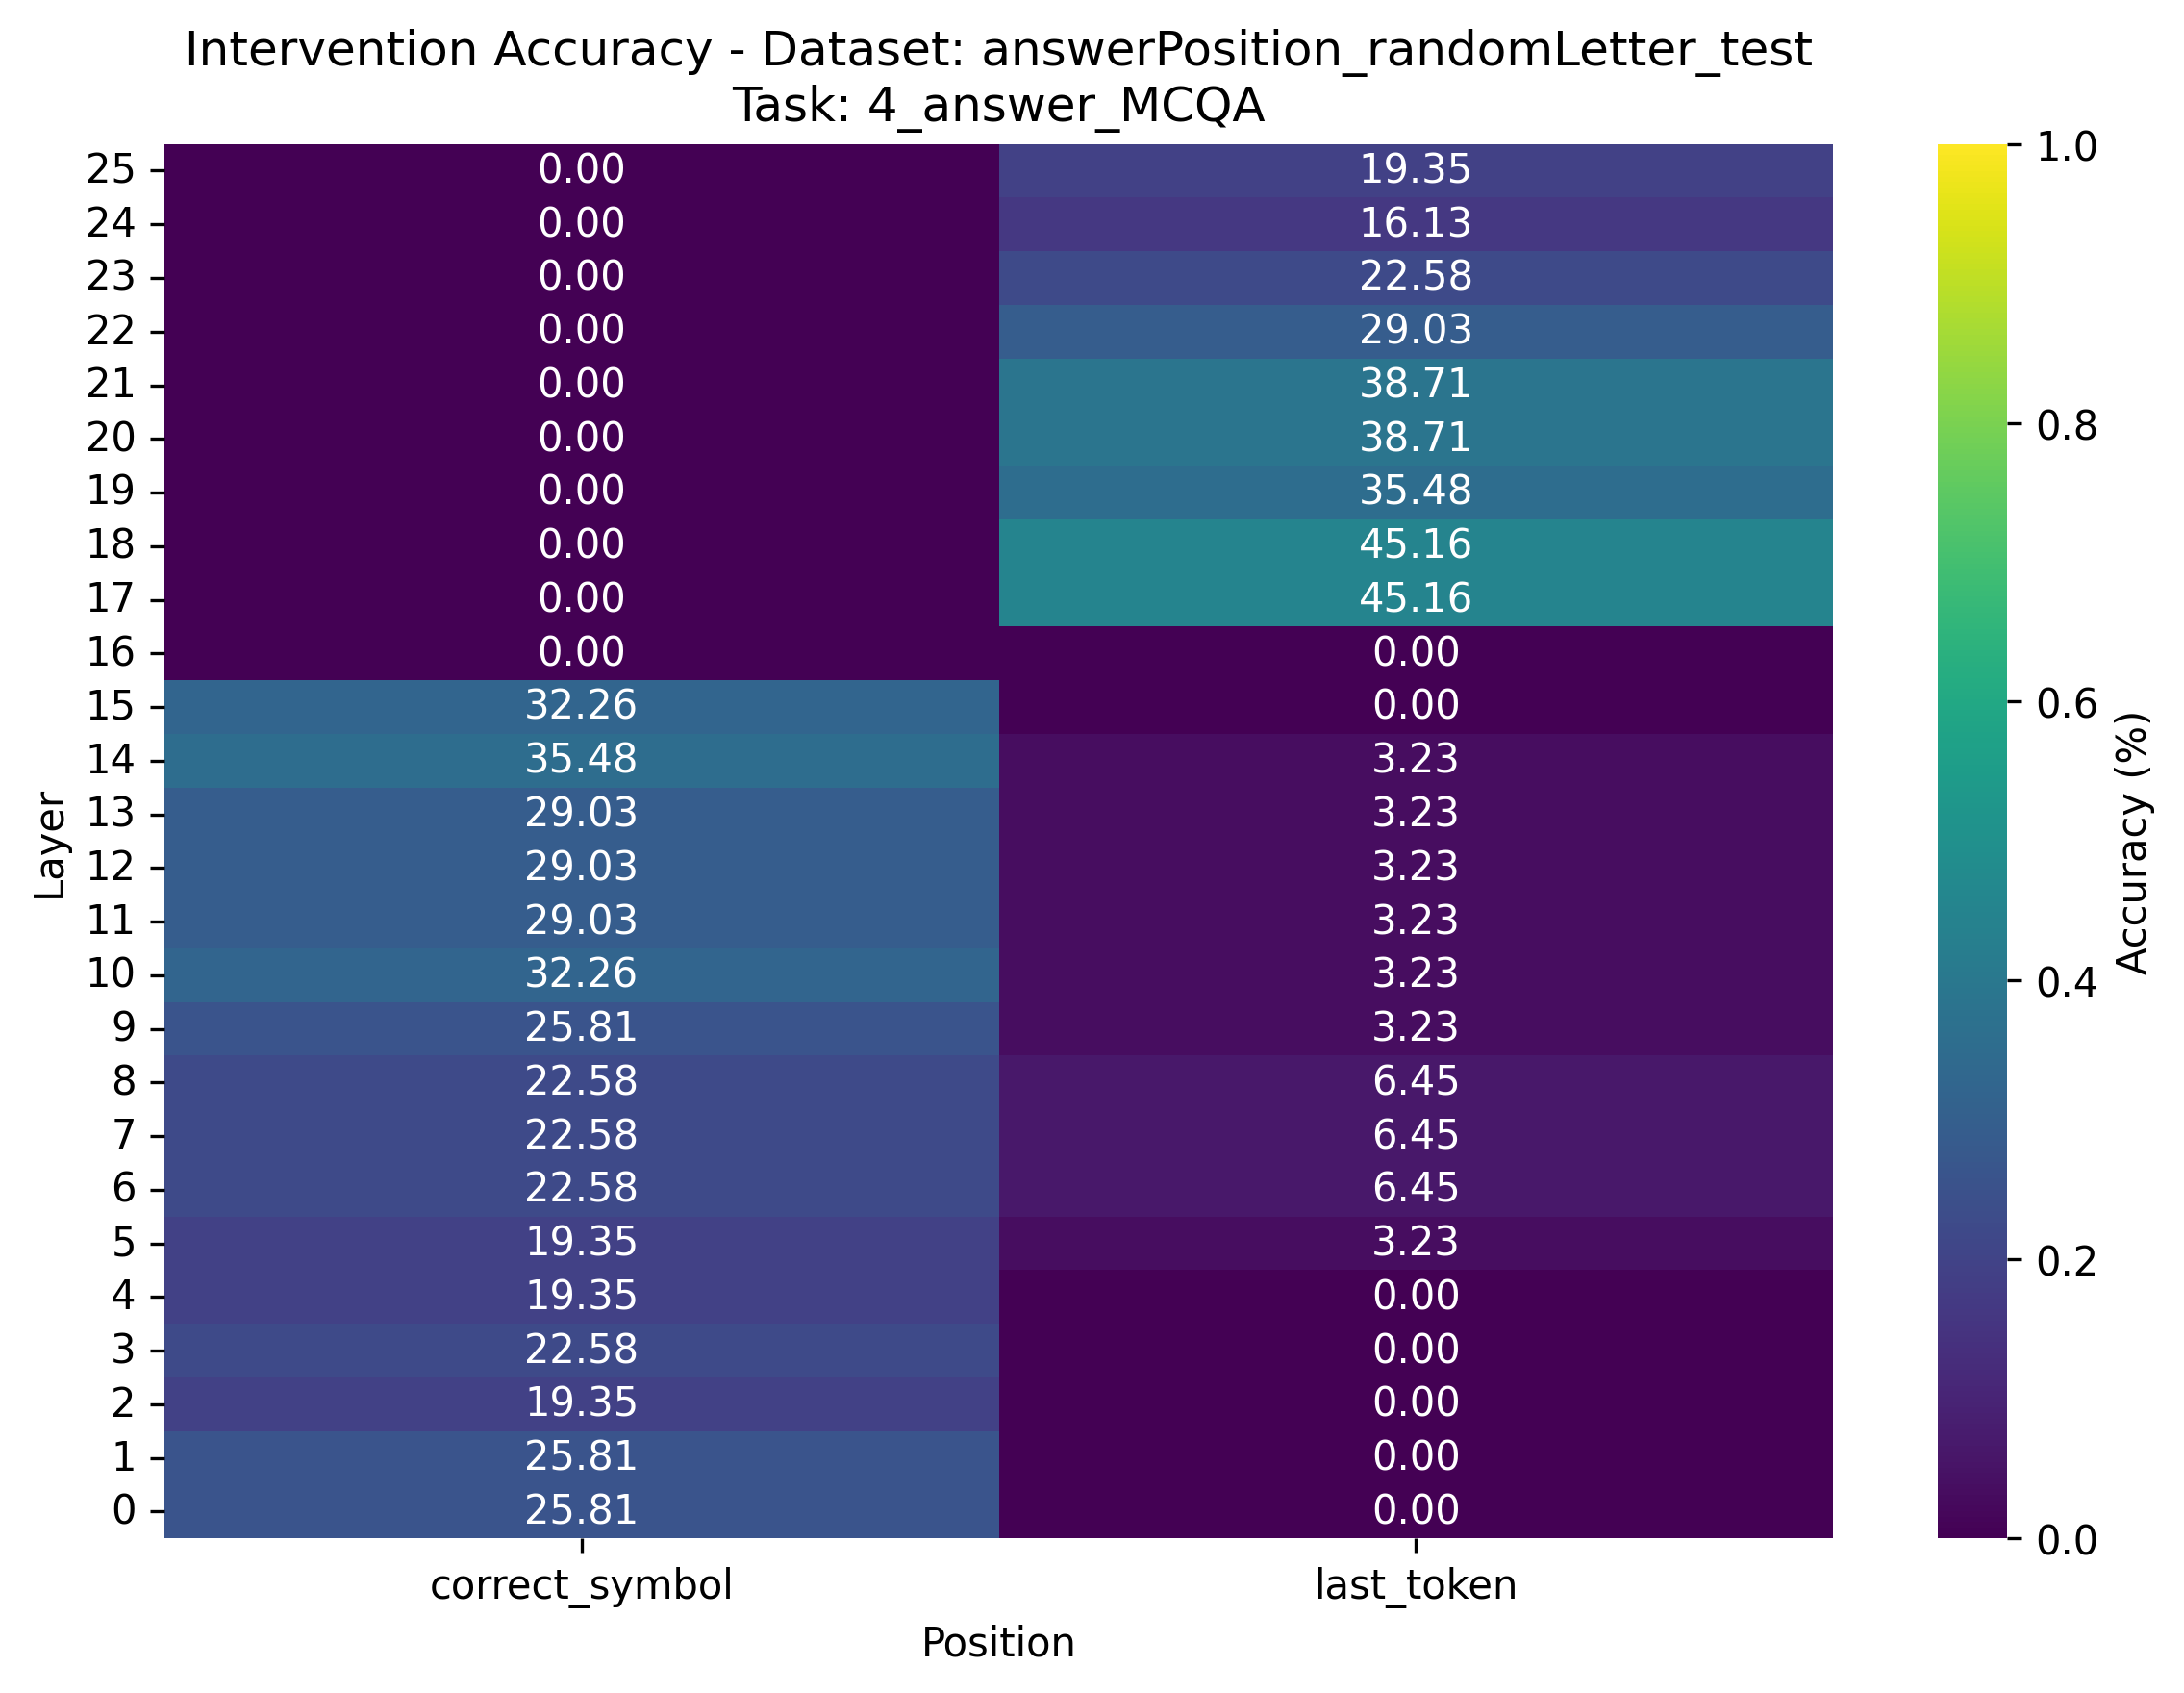 Intervention Accuracy - Dataset: answerPosition_randomLetter_test
Task: 4_answer_MCQA
25 0.00 19.35
24 0.00 16.13
23 0.00 22.58
22 0.00 29.03
21 0.00 38.71
20 0.00 38.71
19 0.00 35.48
18 0.00 45.16
17 0.00 45.16
16 0.00 0.00
15 32.26 0.00
14 35.48 3.23
13 29.03 3.23
12 29.03 3.23
11 29.03 3.23
10 32.26 3.23
9 25.81 3.23
8 22.58 6.45
7 22.58 6.45
6 22.58 6.45
5 19.35 3.23
4 19.35 0.00
3 22.58 0.00
2 19.35 0.00
1 25.81 0.00
0 25.81 0.00
correct_symbol last_token
Position
Layer
1.0
0.8
0.6
0.4
0.2
0.0
Accuracy (%)